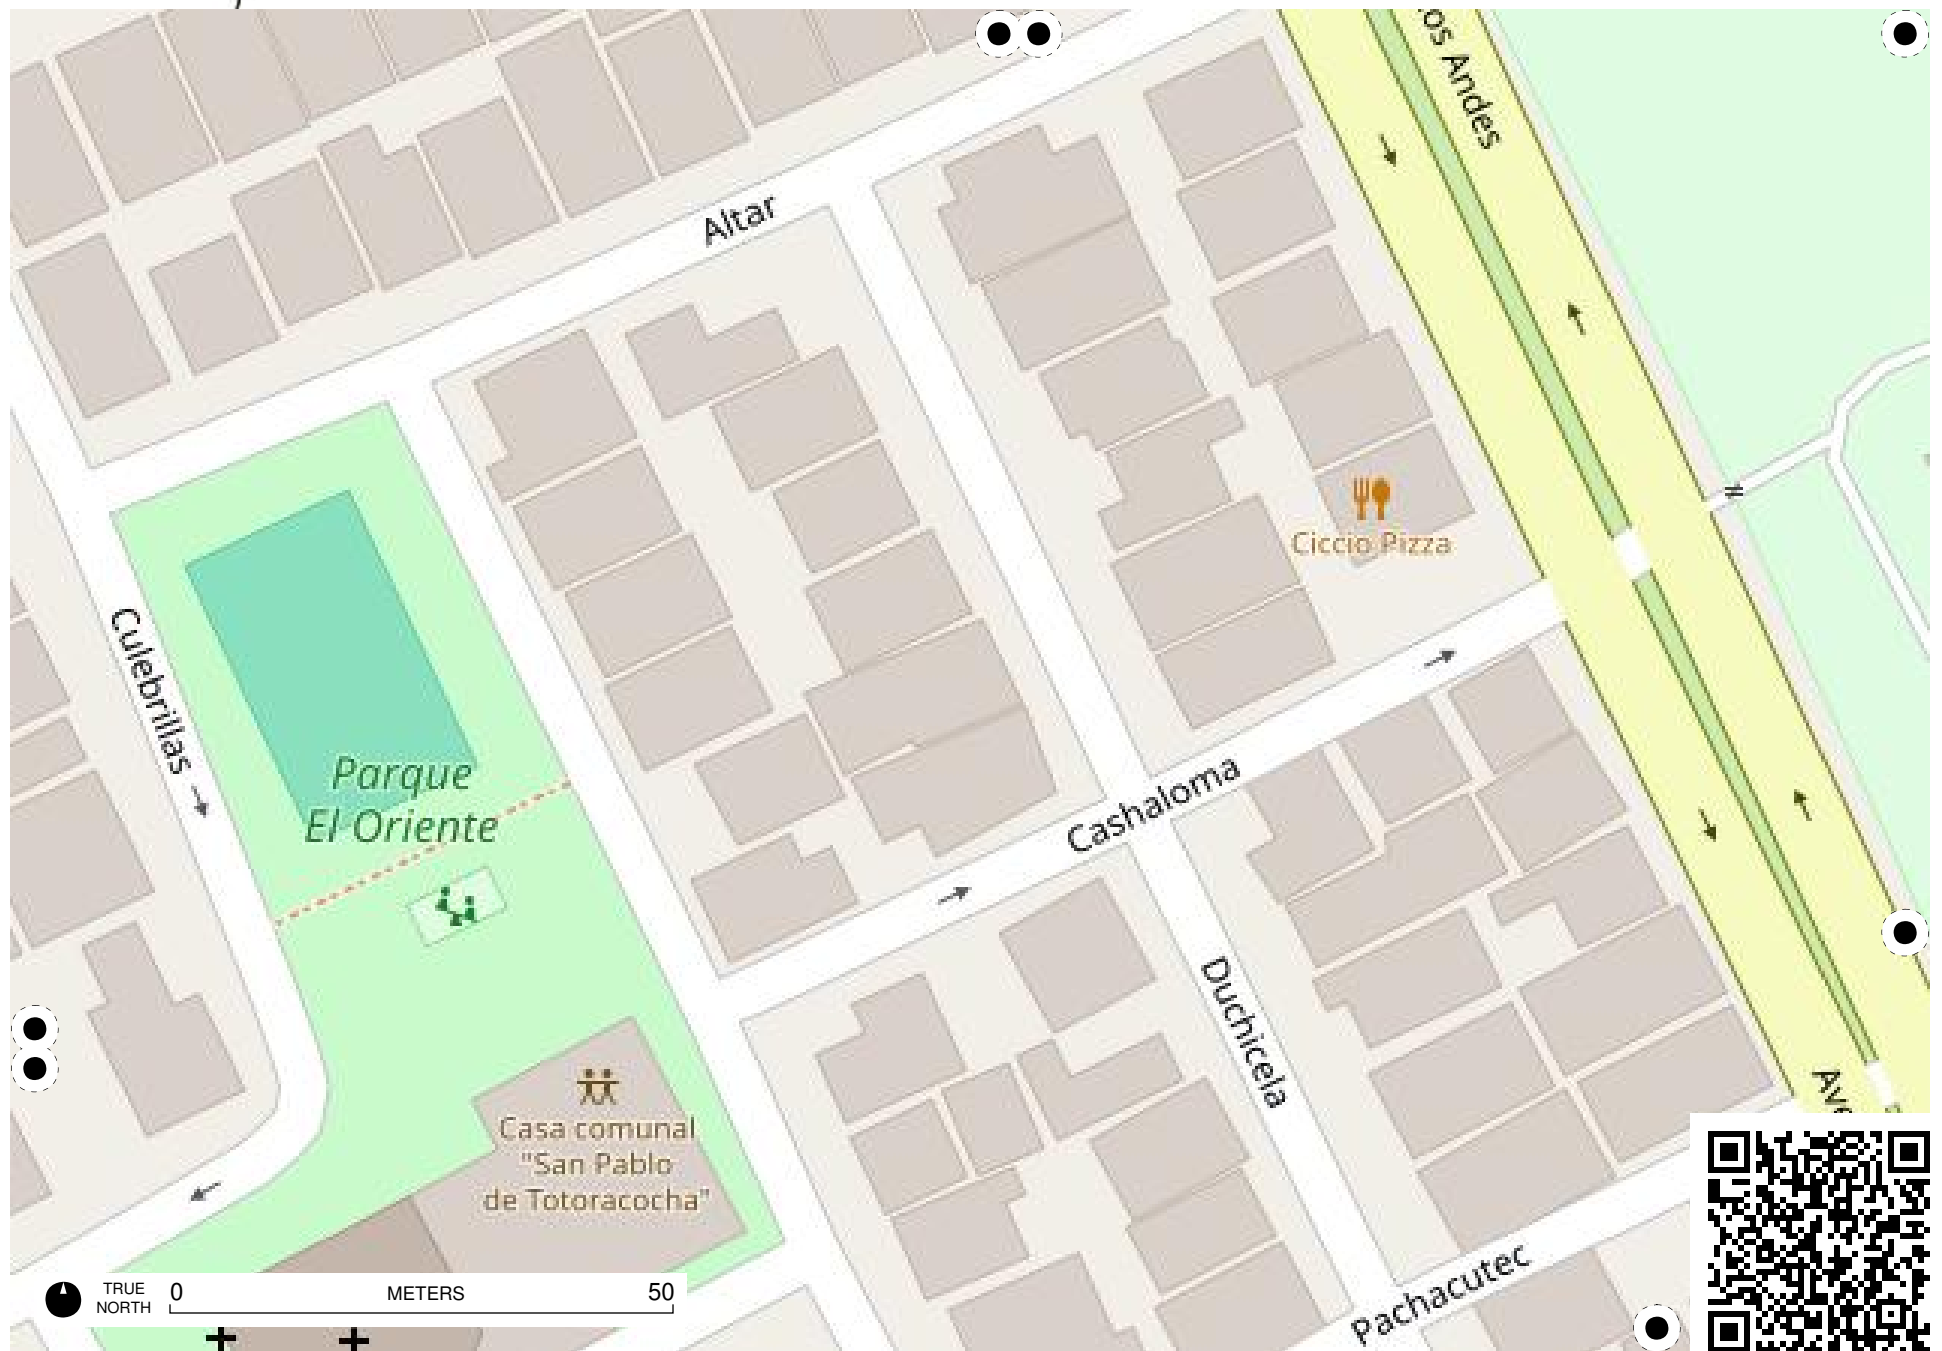 os Andes
Altar
Ciccio Pizza
Culebrillas
Parque
El Oriente
Cashaloma
Duchicela
Casa comunal
"San Pablo
de Totoracocha"
Ave
Pachacutec
TRUE
NORTH
0 METERS 50